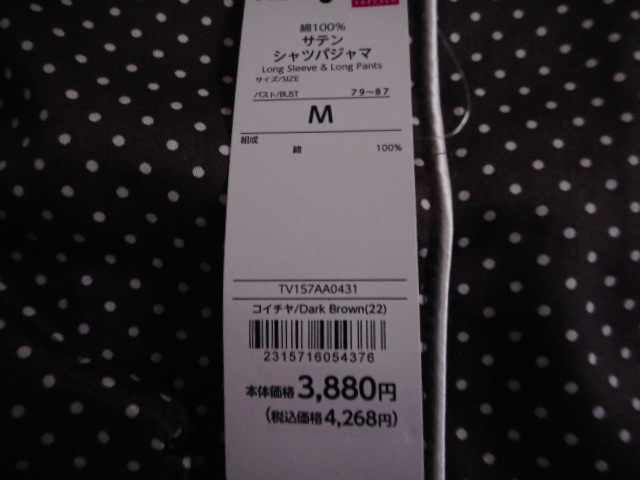 綿100%
サテン
シャツパジャマ
Long Sleeve & Long Pants
サイズ/SIZE
バスト/BUST 79〜87
M
組成
綿 100%
TV157AA0431
コイチャ/Dark Brown(22)
2315716054376
本体価格3,880円
(税込価格4,268円)